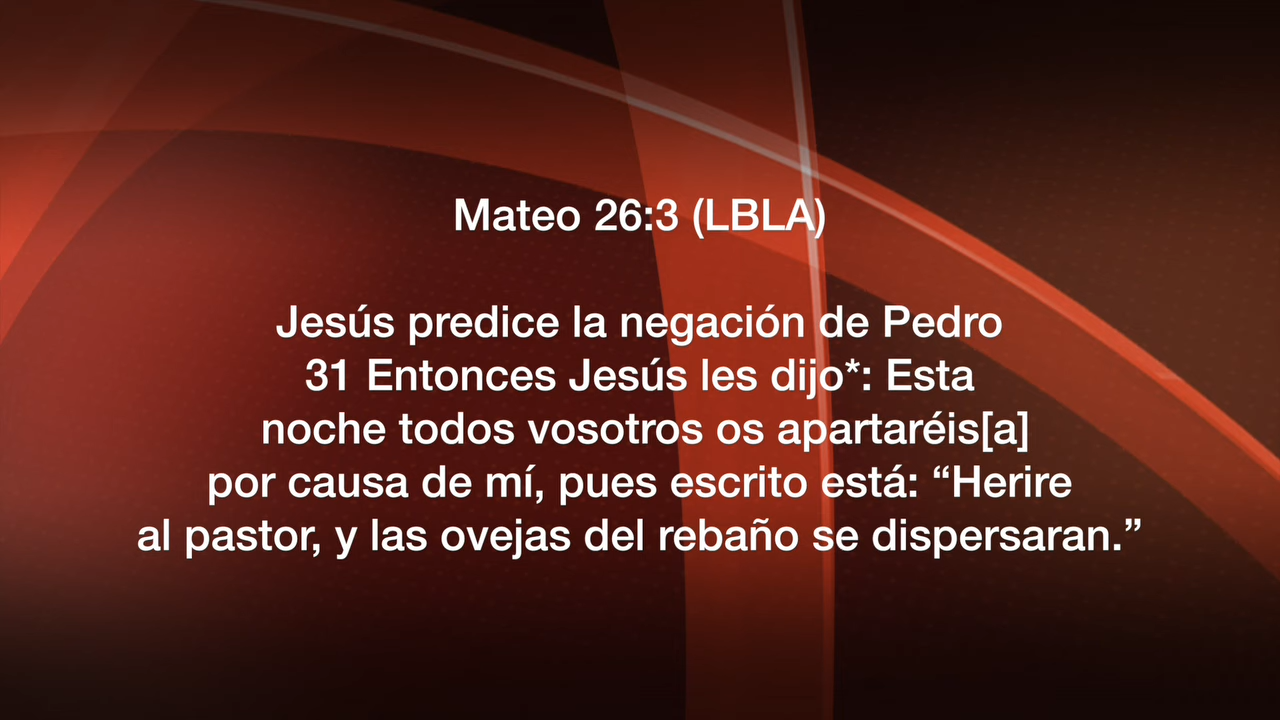 Mateo 26:3 (LBLA)
Jesús predice la negación de Pedro
31 Entonces Jesús les dijo*: Esta
noche todos vosotros os apartaréis[a]
por causa de mí, pues escrito está: “Herire
al pastor, y las ovejas del rebaño se dispersaran.”